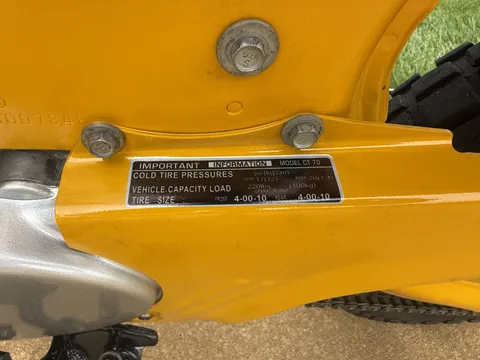 IMPORTANT INFORMATION MODEL CT 70
COLD TIRE PRESSURES
VEHICLE CAPACITY LOAD 220lbs (100kg)
TIRE SIZE FRONT 4-00-10 4-00-10